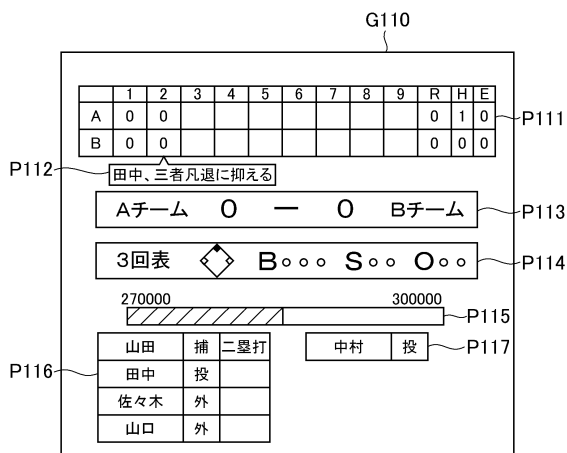 G110
1 2 3 4 5 6 7 8 9 R H E
A 0 0 0 1 0
B 0 0 0 0 0
P111
P112
田中、三者凡退に抑える
Aチーム 0 ー 0 Bチーム
P113
3回表 B○○○ S○○ O○○
P114
270000 300000
P115
山田 捕 二塁打
中村 投
P117
P116
田中 投
佐々木 外
山口 外